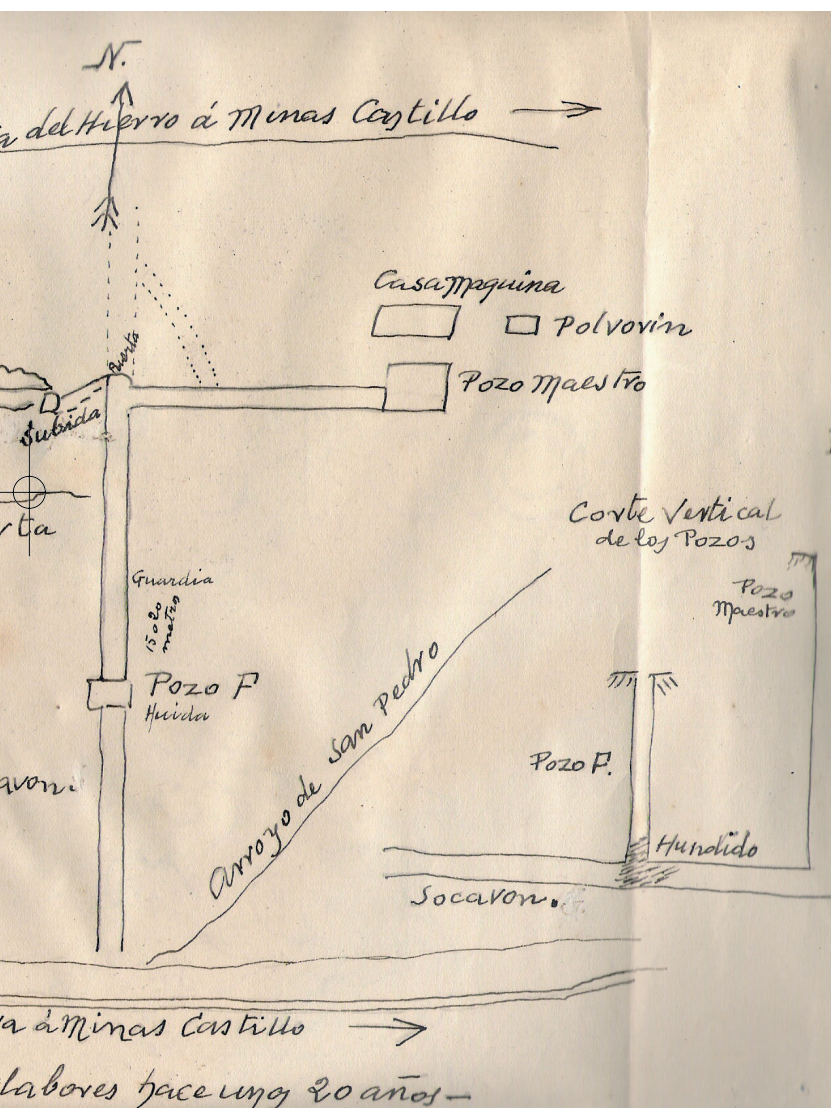 N.
del Hierro á Minas Castillo
Casa Maquina
Polvorin
Puerta
Pozo Maestro
Subida
Corte Vertical
de los Pozos
rta
Guardia
15 o 20
metro
Pozo
Maestro
Pozo F
Huida
Arroyo de San Pedro
Pozo F.
avon.
Hundido
Socavon.
a á Minas Castillo
labores hace unos 20 años-